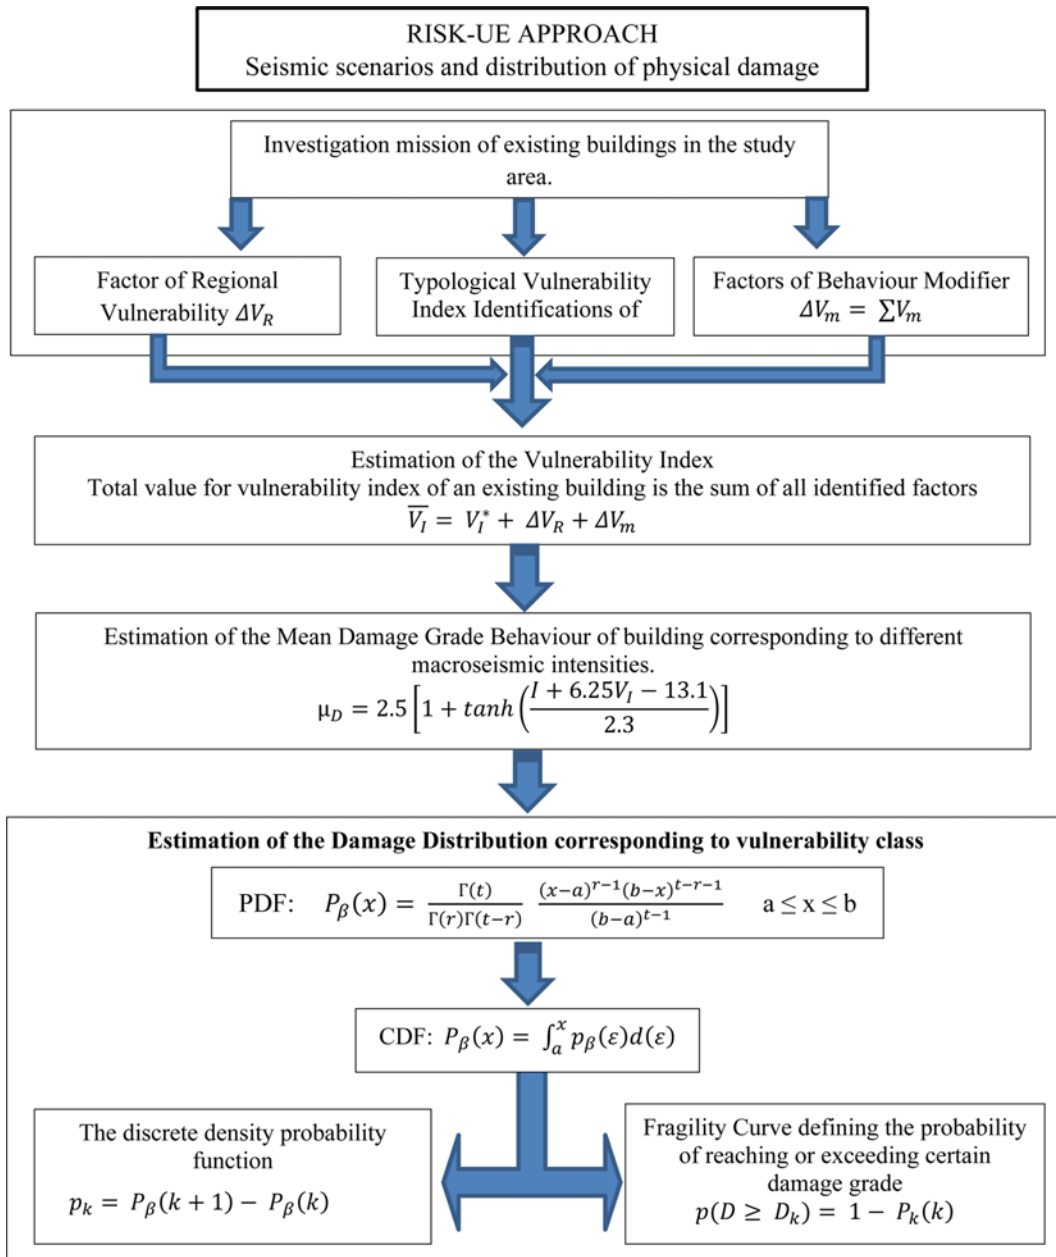 RISK-UE APPROACH
Seismic scenarios and distribution of physical damage
Investigation mission of existing buildings in the study
area.
Factor of Regional
Vulnerability ΔV_R
Typological Vulnerability
Index Identifications of
Factors of Behaviour Modifier
ΔV_m = ∑V_m
Estimation of the Vulnerability Index
Total value for vulnerability index of an existing building is the sum of all identified factors
\overline{V_I} = V_I^* + ΔV_R + ΔV_m
Estimation of the Mean Damage Grade Behaviour of building corresponding to different
macroseismic intensities.
μ_D = 2.5 [1 + tanh ((I + 6.25V_I − 13.1)/2.3)]
Estimation of the Damage Distribution corresponding to vulnerability class
PDF: P_β(x) = Γ(t)/(Γ(r)Γ(t−r)) (x−a)^{r−1}(b−x)^{t−r−1}/(b−a)^{t−1} a ≤ x ≤ b
CDF: P_β(x) = ∫_a^x p_β(ε)d(ε)
The discrete density probability
function
p_k = P_β(k + 1) − P_β(k)
Fragility Curve defining the probability
of reaching or exceeding certain
damage grade
p(D ≥ D_k) = 1 − P_k(k)